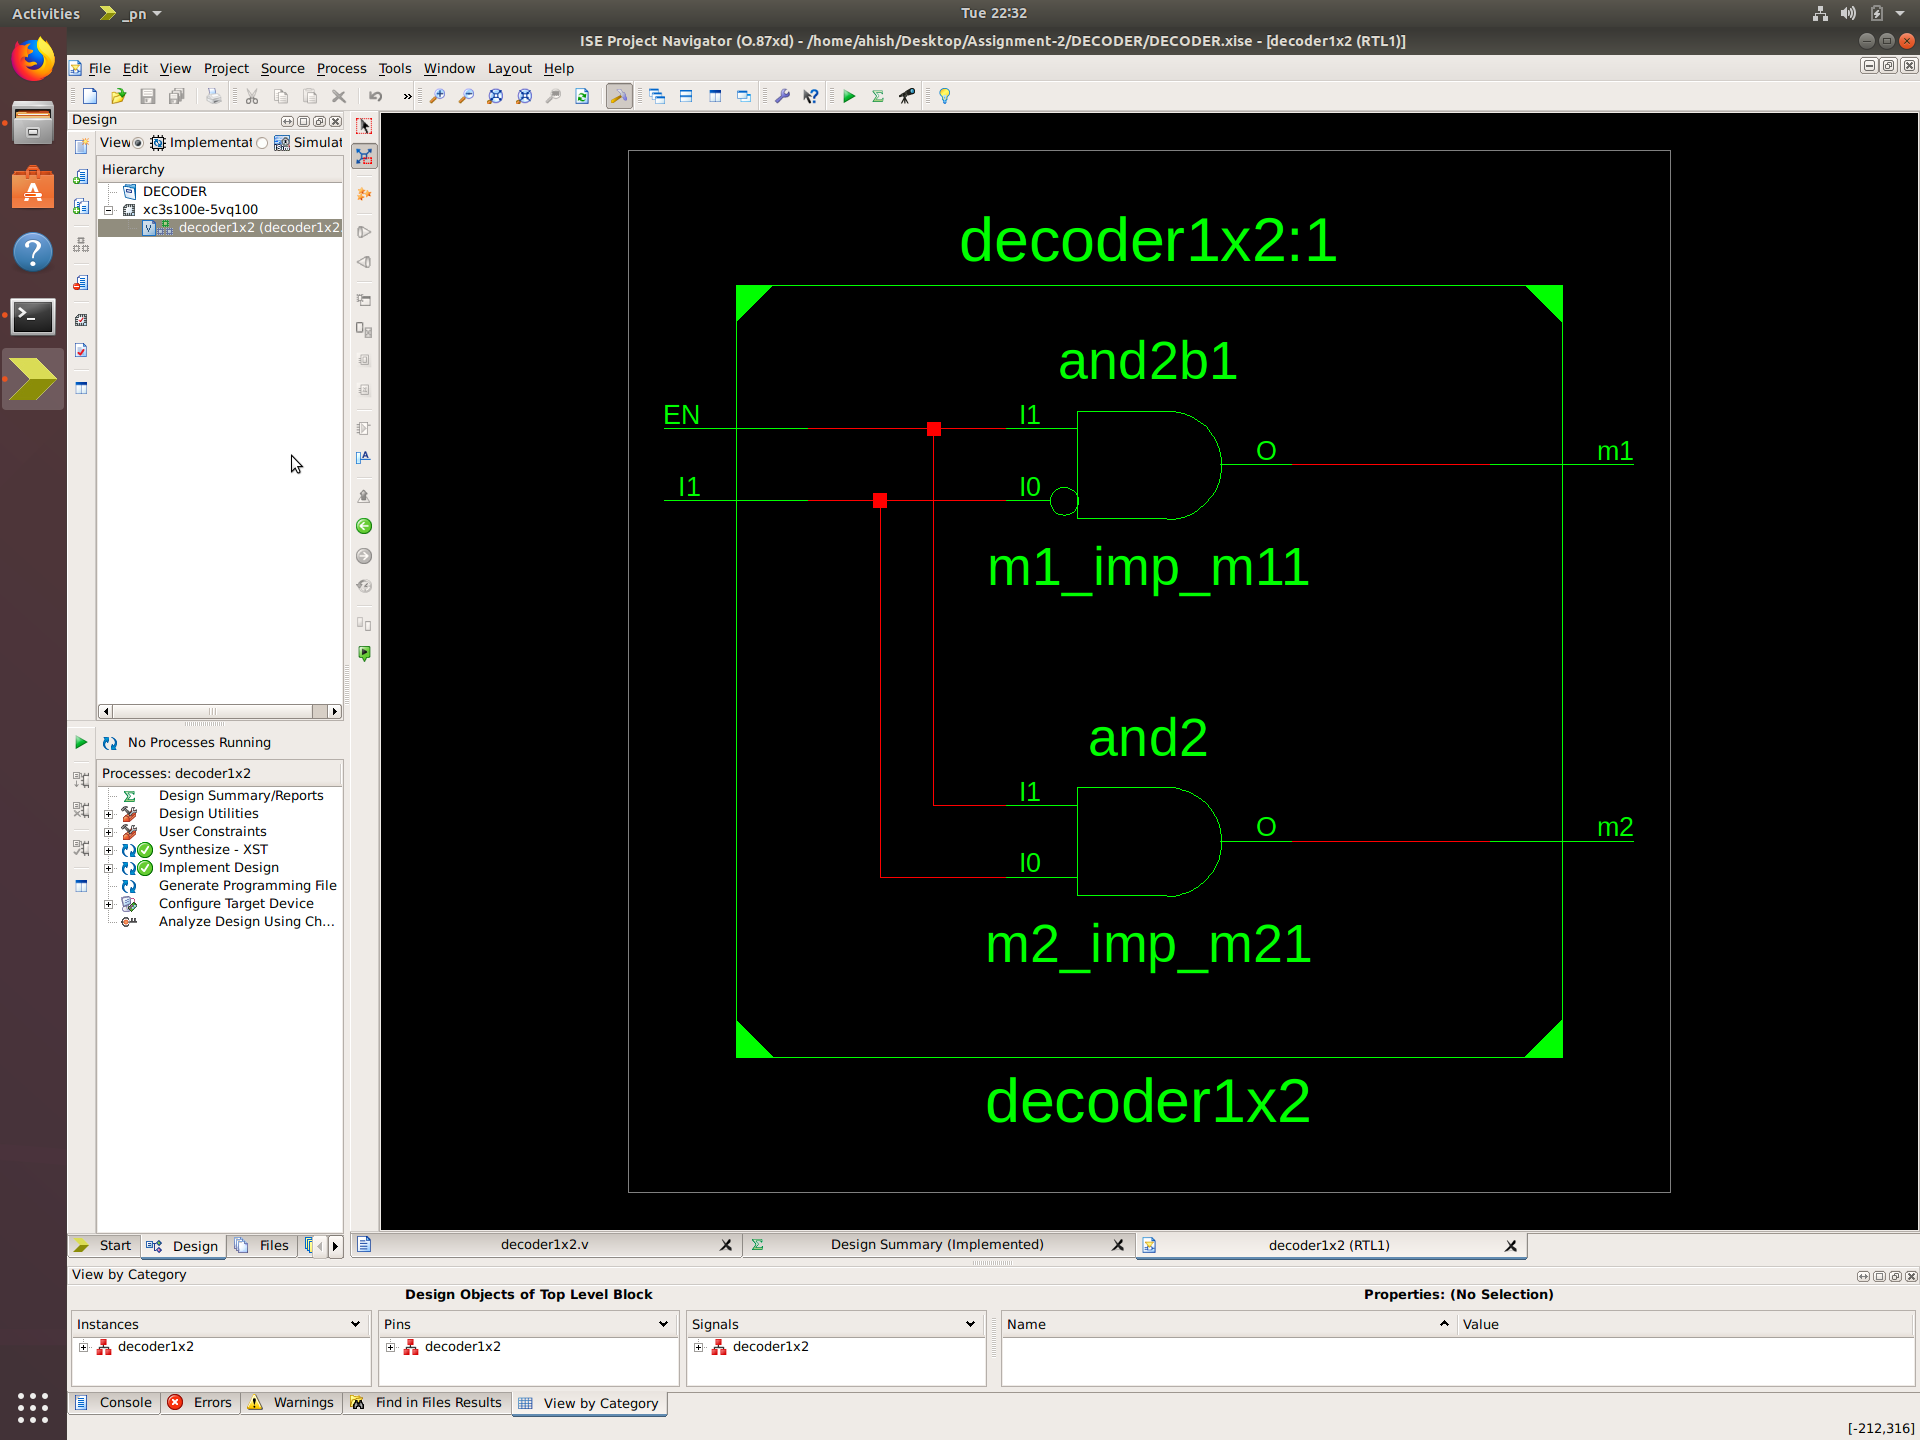 Activities
_pn
Tue 22:32
ISE Project Navigator (O.87xd) - /home/ahish/Desktop/Assignment-2/DECODER/DECODER.xise - [decoder1x2 (RTL1)]
File Edit View Project Source Process Tools Window Layout Help
Design
View Implementat Simulat
Hierarchy
DECODER
xc3s100e-5vq100
decoder1x2 (decoder1x2
No Processes Running
Processes: decoder1x2
Design Summary/Reports
Design Utilities
User Constraints
Synthesize - XST
Implement Design
Generate Programming File
Configure Target Device
Analyze Design Using Ch...
Start Design Files
decoder1x2:1
and2b1
EN
I1
I1
I0
O
m1
m1_imp_m11
and2
I1
I0
O
m2
m2_imp_m21
decoder1x2
decoder1x2.v
Design Summary (Implemented)
decoder1x2 (RTL1)
View by Category
Design Objects of Top Level Block
Properties: (No Selection)
Instances
decoder1x2
Pins
decoder1x2
Signals
decoder1x2
Name Value
Console Errors Warnings Find in Files Results View by Category
[-212,316]